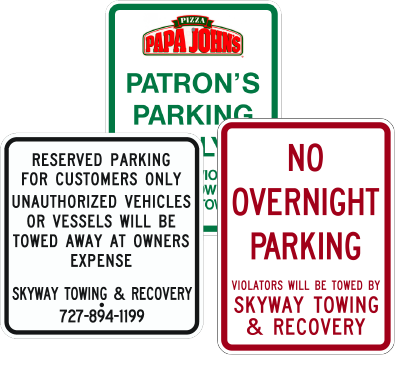 PIZZA
PAPA JOHNS
PATRON'S
PARKING
RESERVED PARKING
FOR CUSTOMERS ONLY
UNAUTHORIZED VEHICLES
OR VESSELS WILL BE
TOWED AWAY AT OWNERS
EXPENSE
SKYWAY TOWING & RECOVERY
727-894-1199
NO
OVERNIGHT
PARKING
VIOLATORS WILL BE TOWED BY
SKYWAY TOWING
& RECOVERY